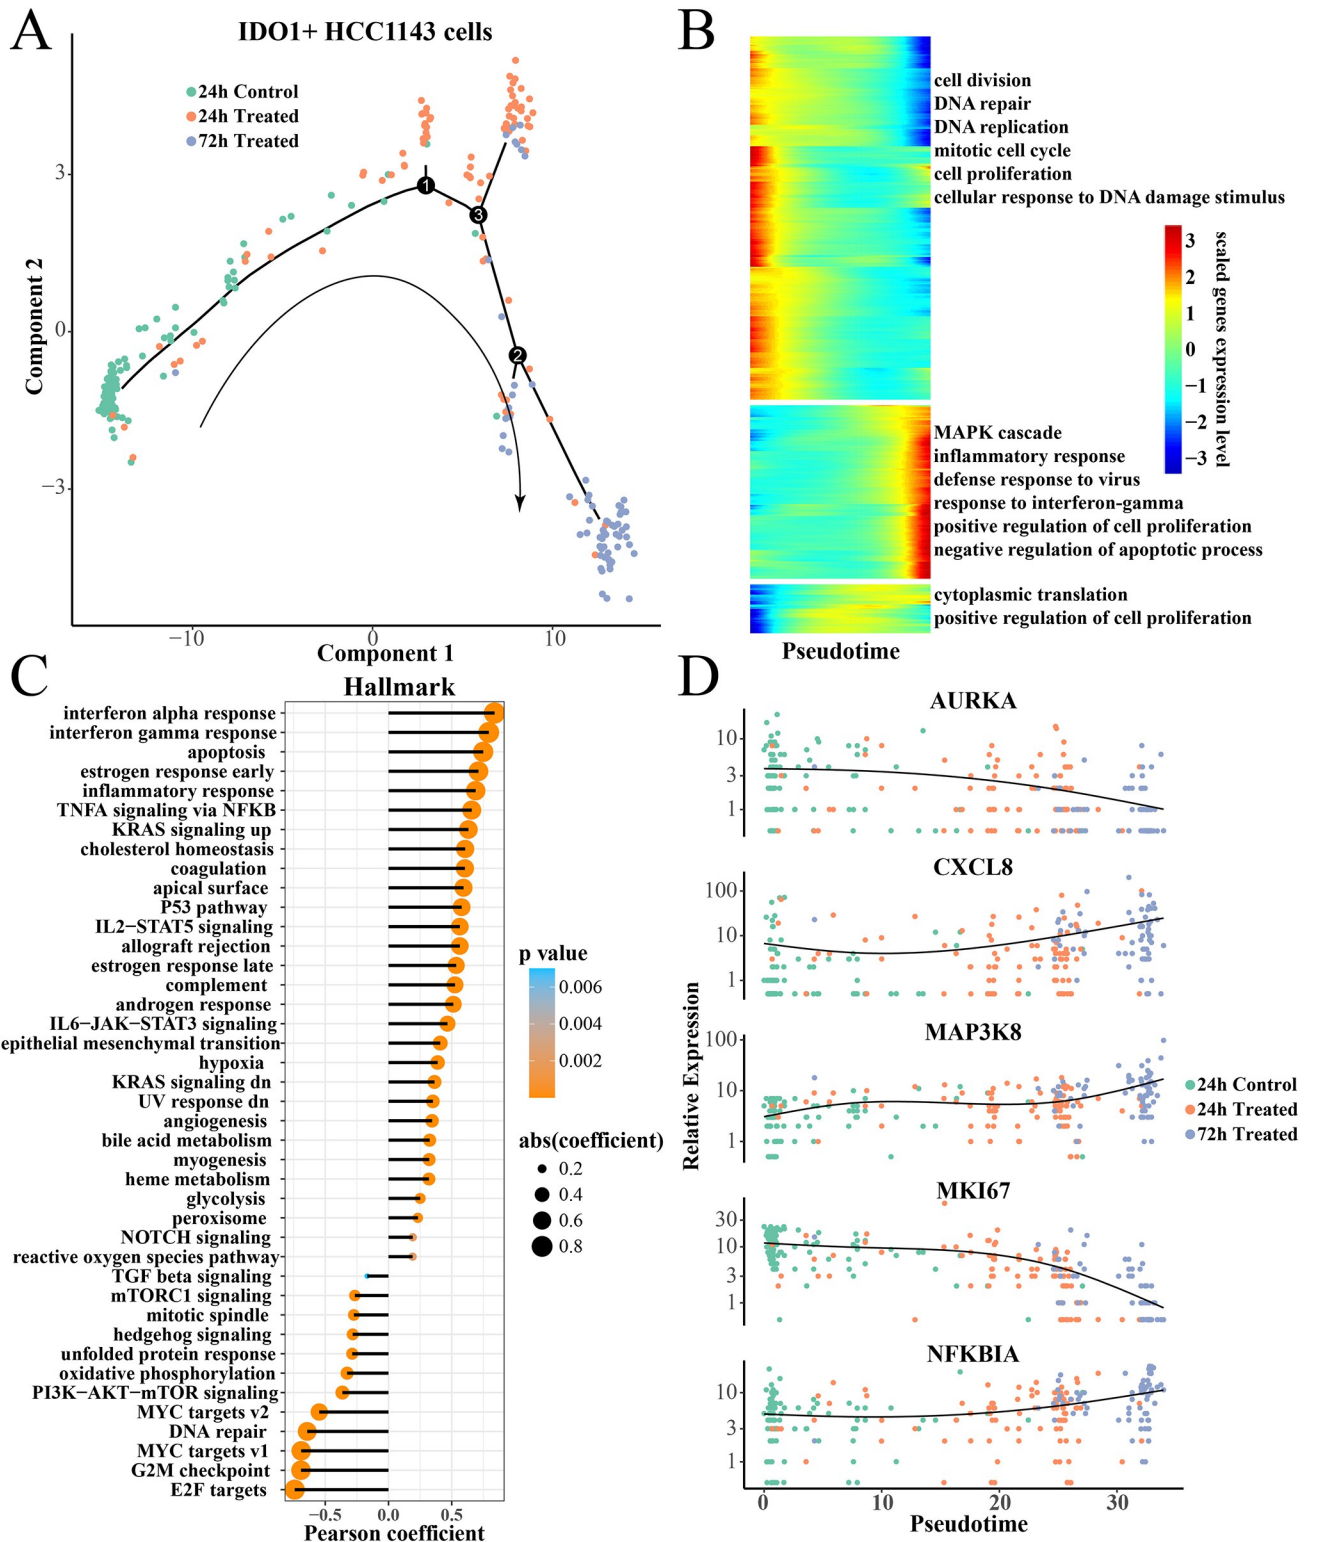 A
IDO1+ HCC1143 cells
24h Control
24h Treated
72h Treated
Component 2
3
0
−3
1
3
2
−10
0
10
Component 1
B
cell division
DNA repair
DNA replication
mitotic cell cycle
cell proliferation
cellular response to DNA damage stimulus
MAPK cascade
inflammatory response
defense response to virus
response to interferon-gamma
positive regulation of cell proliferation
negative regulation of apoptotic process
cytoplasmic translation
positive regulation of cell proliferation
3
2
1
0
−1
−2
−3
scaled genes expression level
Pseudotime
C
Hallmark
interferon alpha response
interferon gamma response
apoptosis
estrogen response early
inflammatory response
TNFA signaling via NFKB
KRAS signaling up
cholesterol homeostasis
coagulation
apical surface
P53 pathway
IL2−STAT5 signaling
allograft rejection
estrogen response late
complement
androgen response
IL6−JAK−STAT3 signaling
epithelial mesenchymal transition
hypoxia
KRAS signaling dn
UV response dn
angiogenesis
bile acid metabolism
myogenesis
heme metabolism
glycolysis
peroxisome
NOTCH signaling
reactive oxygen species pathway
TGF beta signaling
mTORC1 signaling
mitotic spindle
hedgehog signaling
unfolded protein response
oxidative phosphorylation
PI3K−AKT−mTOR signaling
MYC targets v2
DNA repair
MYC targets v1
G2M checkpoint
E2F targets
−0.5
0.0
0.5
Pearson coefficient
p value
0.006
0.004
0.002
abs(coefficient)
0.2
0.4
0.6
0.8
D
Relative Expression
AURKA
10
3
1
CXCL8
100
10
1
MAP3K8
100
10
1
MKI67
30
10
3
1
NFKBIA
10
3
1
0
10
20
30
Pseudotime
24h Control
24h Treated
72h Treated